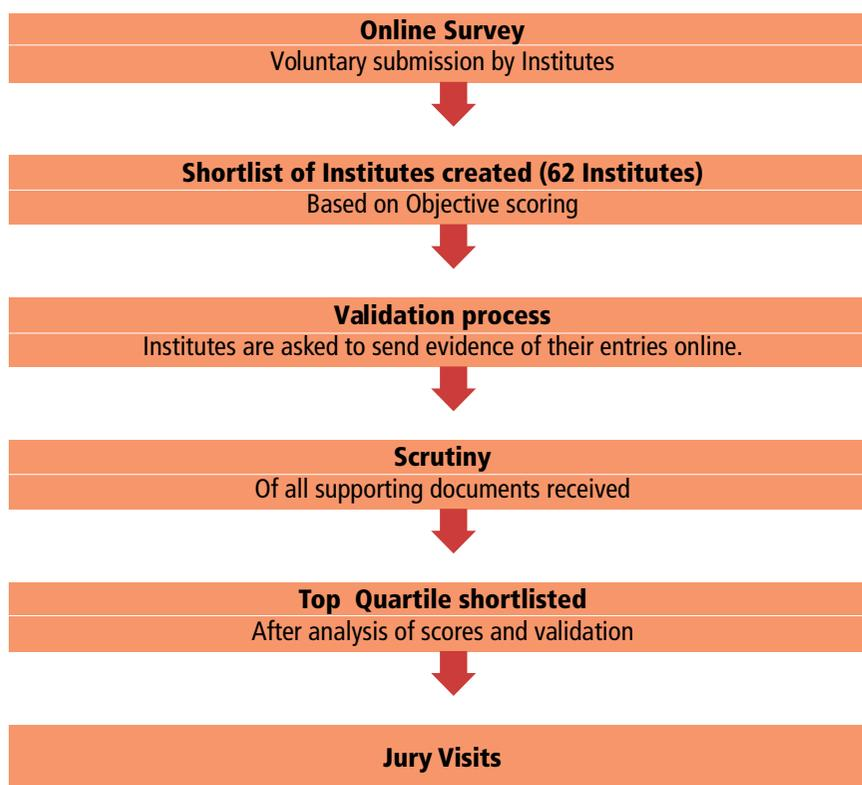 Online Survey
Voluntary submission by Institutes
Shortlist of Institutes created (62 Institutes)
Based on Objective scoring
Validation process
Institutes are asked to send evidence of their entries online.
Scrutiny
Of all supporting documents received
Top Quartile shortlisted
After analysis of scores and validation
Jury Visits